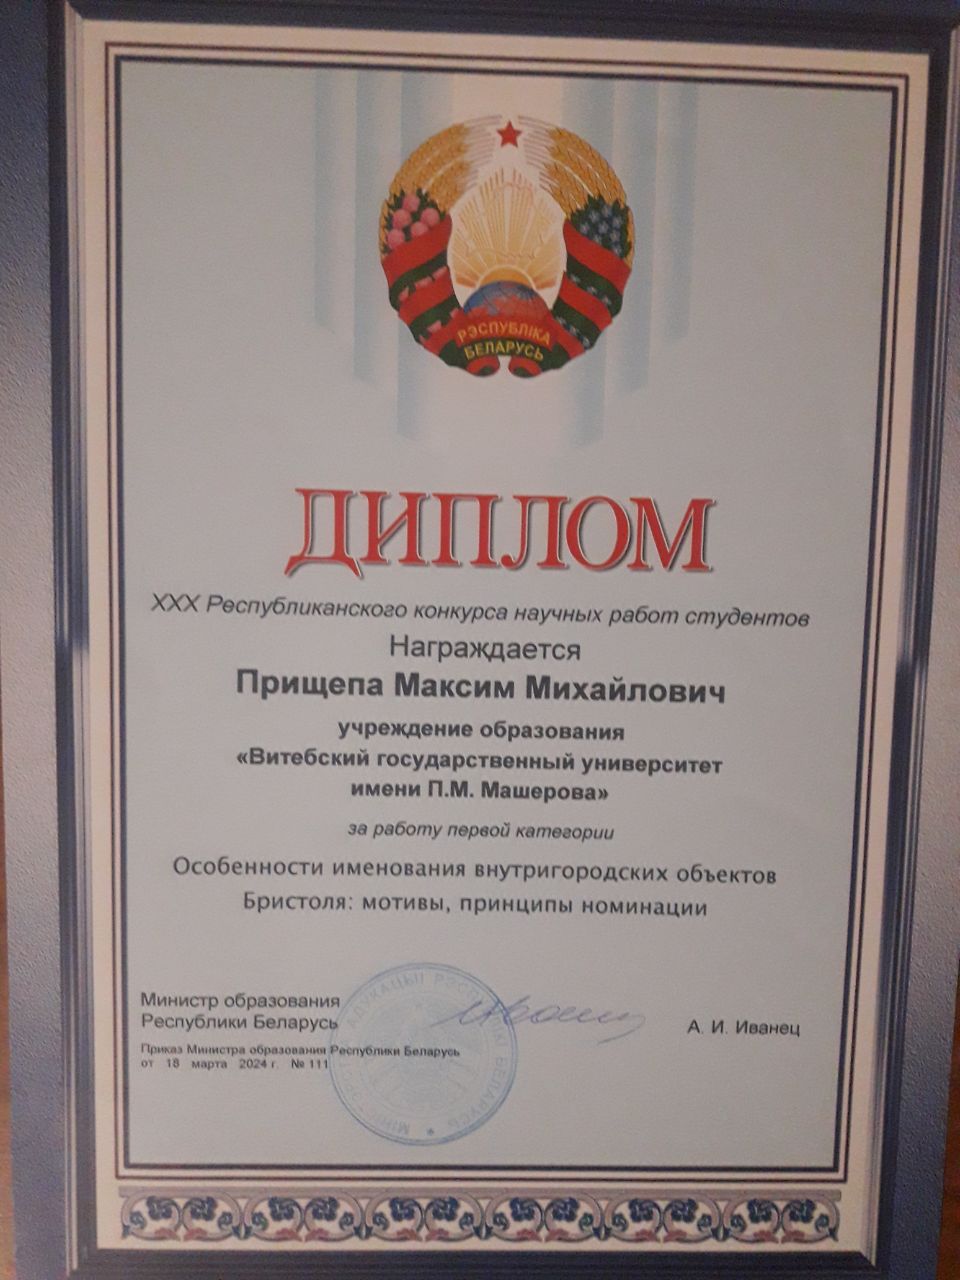 РЭСПУБЛІКА
БЕЛАРУСЬ
ДИПЛОМ
XXX Республиканского конкурса научных работ студентов
Награждается
Прищепа Максим Михайлович
учреждение образования
«Витебский государственный университет
имени П.М. Машерова»
за работу первой категории
Особенности именования внутригородских объектов
Бристоля: мотивы, принципы номинации
Министр образования
Республики Беларусь
А. И. Иванец
Приказ Министра образования Республики Беларусь
от 18 марта 2024 г. № 111